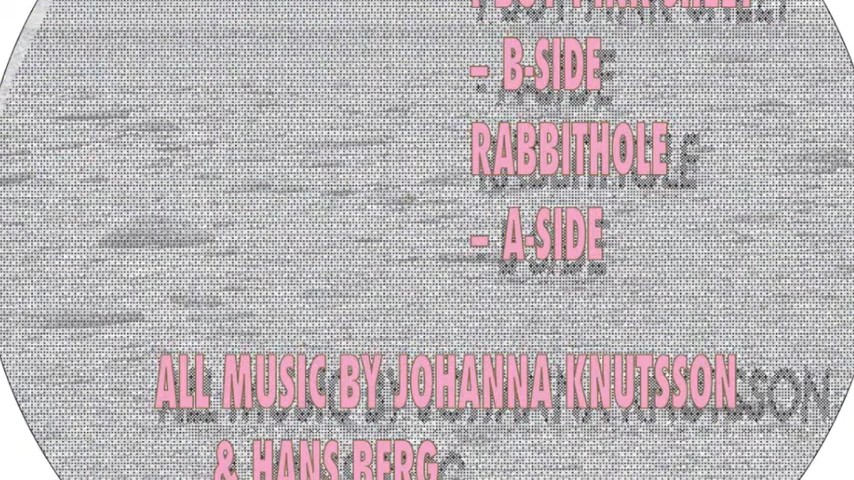 – B-SIDE
RABBITHOLE
– A-SIDE
ALL MUSIC BY JOHANNA KNUTSSON
& HANS BERG